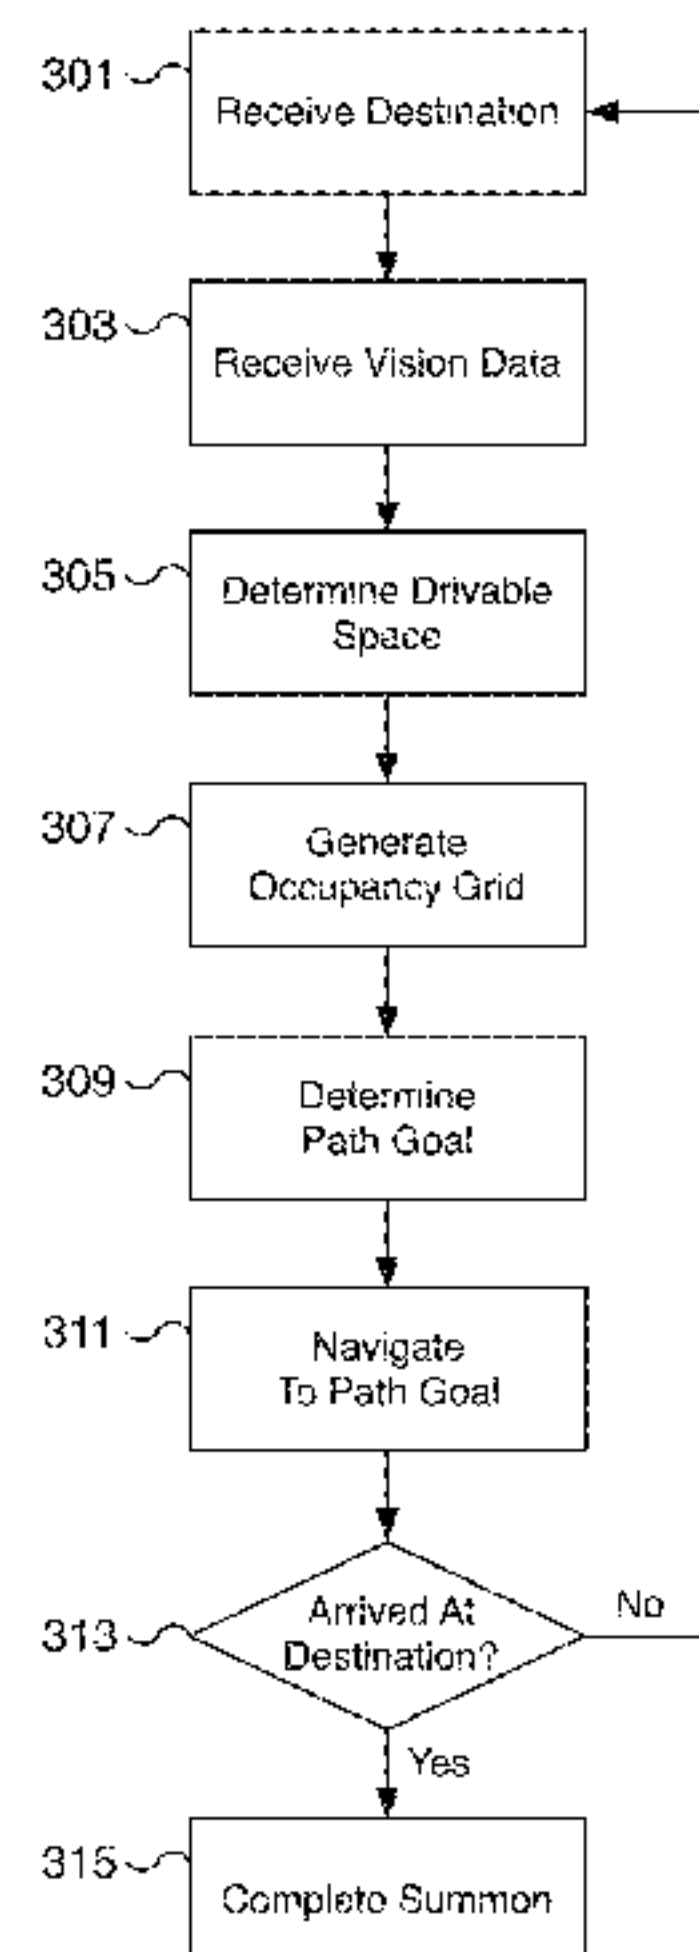 301
Receive Destination
303
Receive Vision Data
305
Determine Drivable
Space
307
Generate
Occupancy Grid
309
Determine
Path Goal
311
Navigate
To Path Goal
313
Arrived At
Destination?
No
Yes
315
Complete Summon